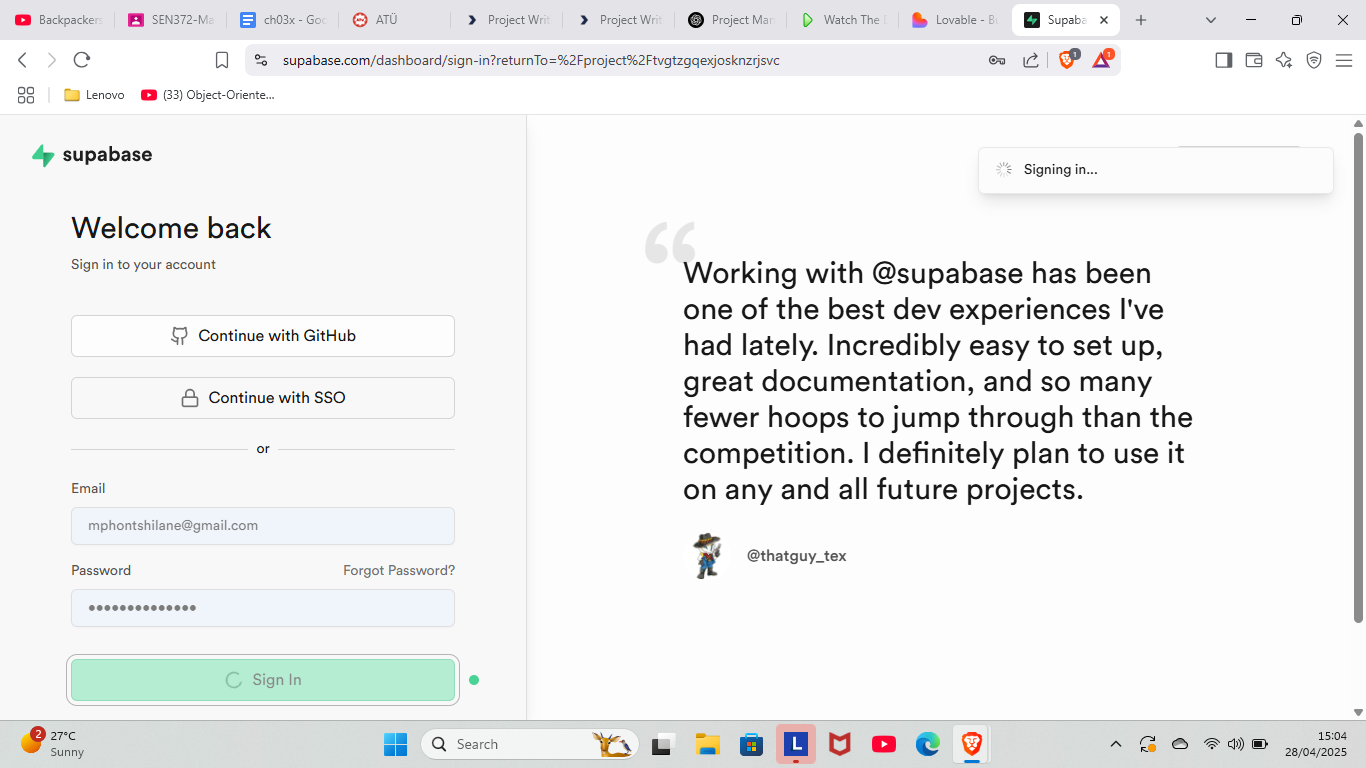 Backpackers
SEN372-Ma
ch03x - Goo
ATÜ
Project Writ
Project Writ
Project Man
Watch The D
Lovable - Bu
Supaba
supabase.com/dashboard/sign-in?returnTo=%2Fproject%2Ftvgtzgqexjosknzrjsvc
1
1
Lenovo
(33) Object-Oriente...
supabase
Signing in...
Welcome back
Sign in to your account
Continue with GitHub
Continue with SSO
or
Email
mphontshilane@gmail.com
Password
Forgot Password?
Sign In
Working with @supabase has been
one of the best dev experiences I've
had lately. Incredibly easy to set up,
great documentation, and so many
fewer hoops to jump through than the
competition. I definitely plan to use it
on any and all future projects.
@thatguy_tex
2
27°C
Sunny
Search
L
15:04
28/04/2025